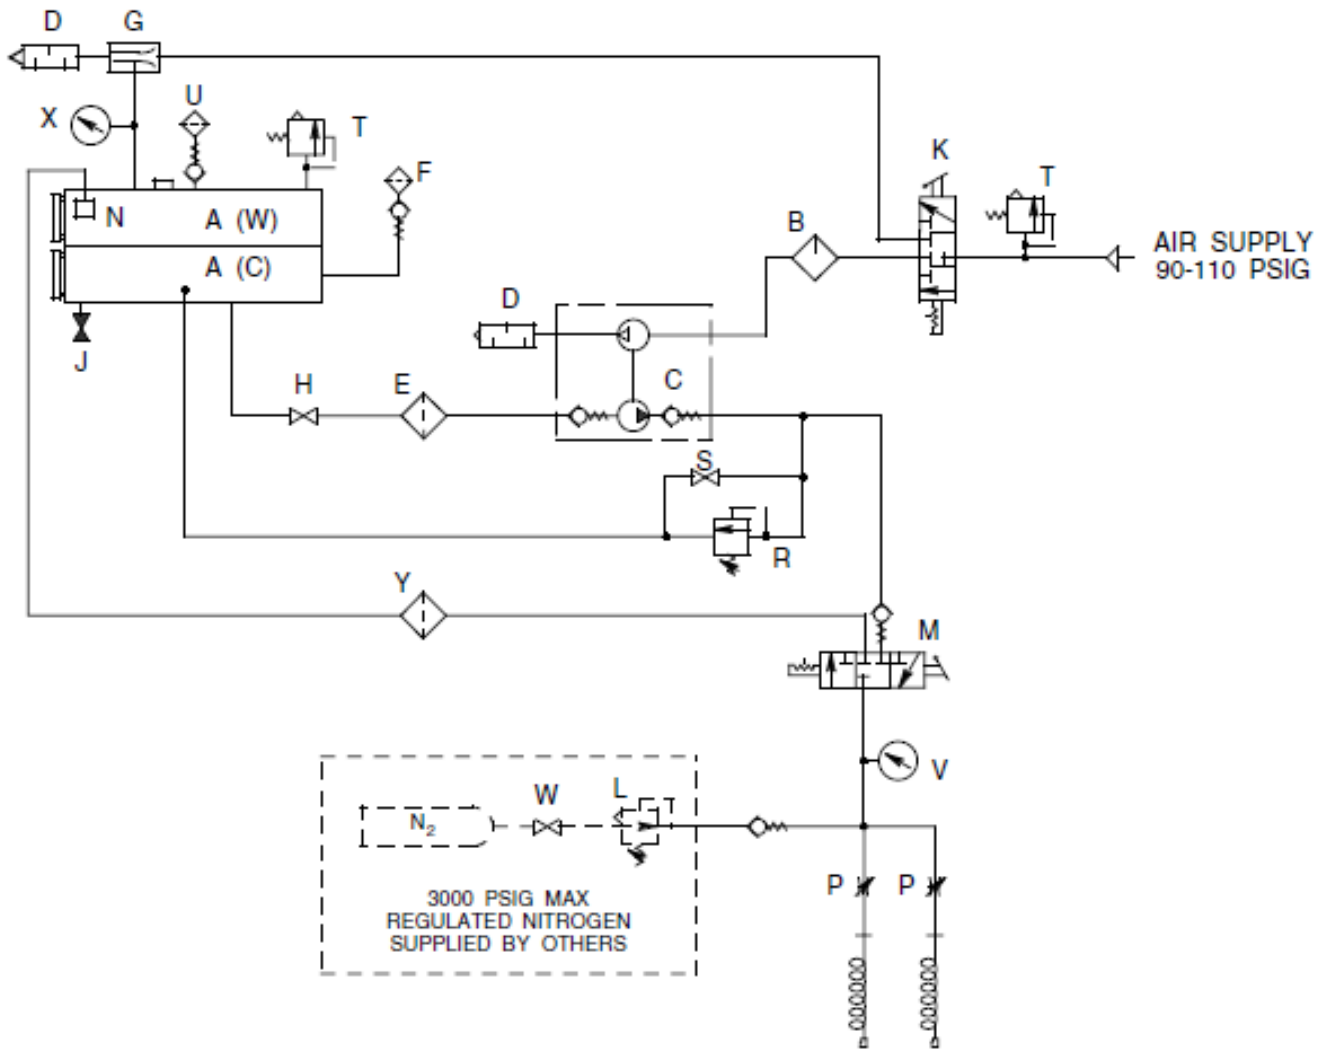 D
G
X
U
T
F
K
T
N
A (W)
A (C)
B
AIR SUPPLY
90-110 PSIG
D
J
H
E
C
S
R
Y
M
V
N2
W
L
P
P
3000 PSIG MAX
REGULATED NITROGEN
SUPPLIED BY OTHERS